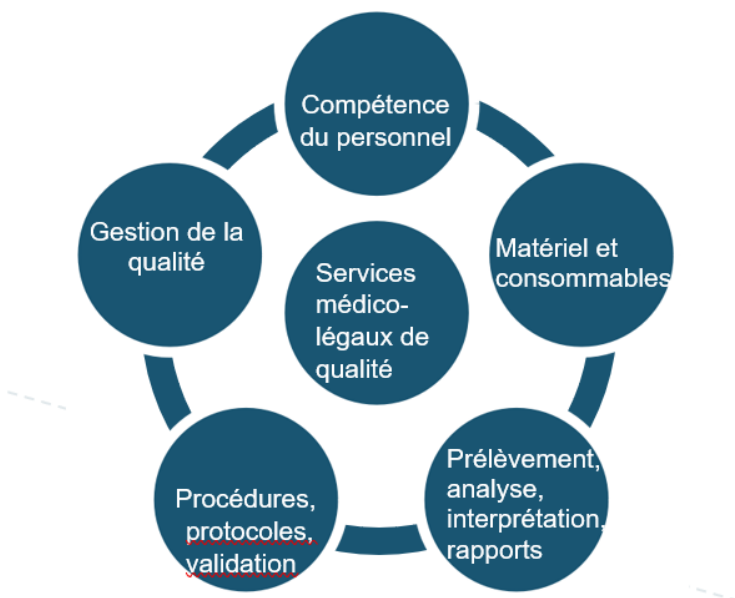 Compétence
du personnel
Gestion de la
qualité
Matériel et
consommables
Services
médico-
légaux de
qualité
Prélèvement,
analyse,
interprétation,
rapports
Procédures,
protocoles,
validation